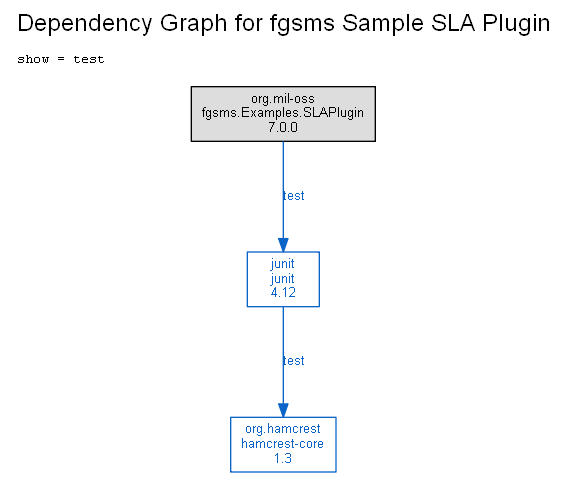 Dependency Graph for fgsms Sample SLA Plugin
show = test
org.mil-oss
fgsms.Examples.SLAPlugin
7.0.0
test
junit
junit
4.12
test
org.hamcrest
hamcrest-core
1.3